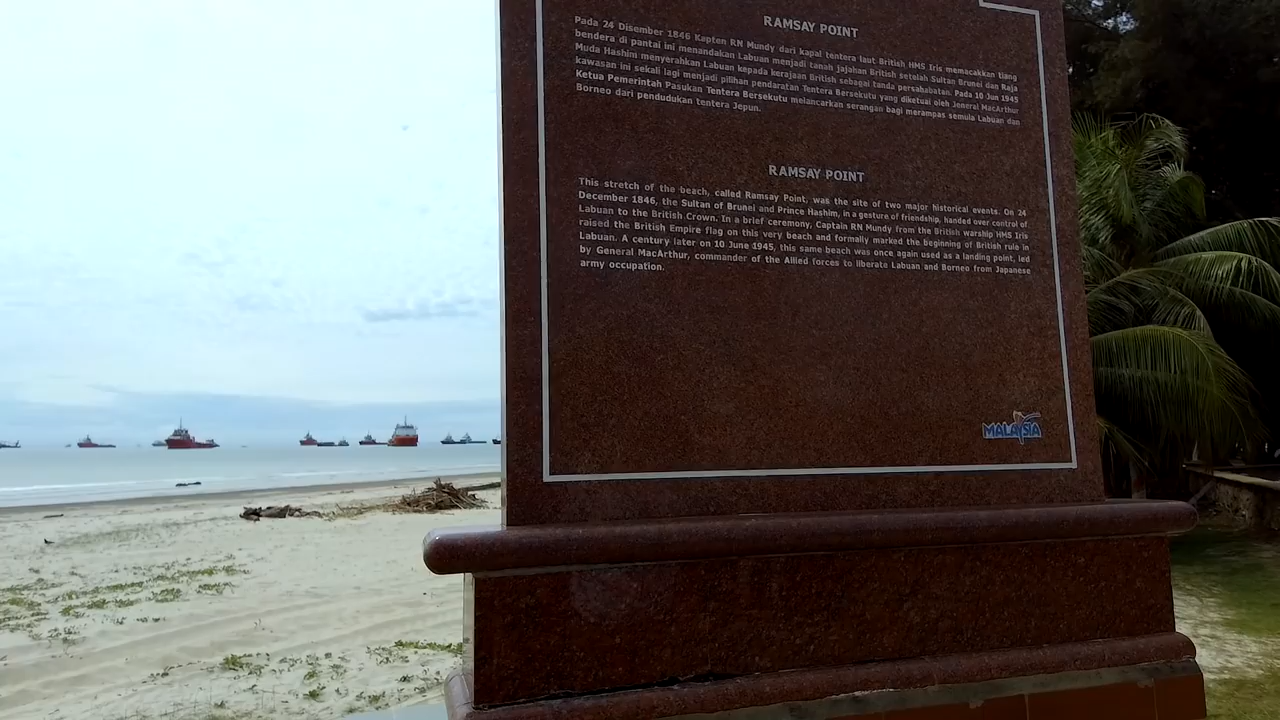 RAMSAY POINT
Pada 24 Disember 1846 Kapten RN Mundy dari kapal tentera laut British HMS Iris memacakkan tiang
bendera di pantai ini menandakan Labuan menjadi tanah jajahan British setelah Sultan Brunei dan Raja
Muda Hashim menyerahkan Labuan kepada kerajaan British sebagai tanda persahabatan. Pada 10 Jun 1945
kawasan ini sekali lagi menjadi pilihan pendaratan Tentera Bersekutu yang diketuai oleh Jeneral MacArthur
Ketua Pemerintah Pasukan Tentera Bersekutu melancarkan serangan bagi merampas semula Labuan dan
Borneo dari pendudukan tentera Jepun.
RAMSAY POINT
This stretch of the beach, called Ramsay Point, was the site of two major historical events. On 24
December 1846, the Sultan of Brunei and Prince Hashim, in a gesture of friendship, handed over control of
Labuan to the British Crown. In a brief ceremony, Captain RN Mundy from the British warship HMS Iris
raised the British Empire flag on this very beach and formally marked the beginning of British rule in
Labuan. A century later on 10 June 1945, this same beach was once again used as a landing point, led
by General MacArthur, commander of the Allied forces to liberate Labuan and Borneo from Japanese
army occupation.
MALAYSIA